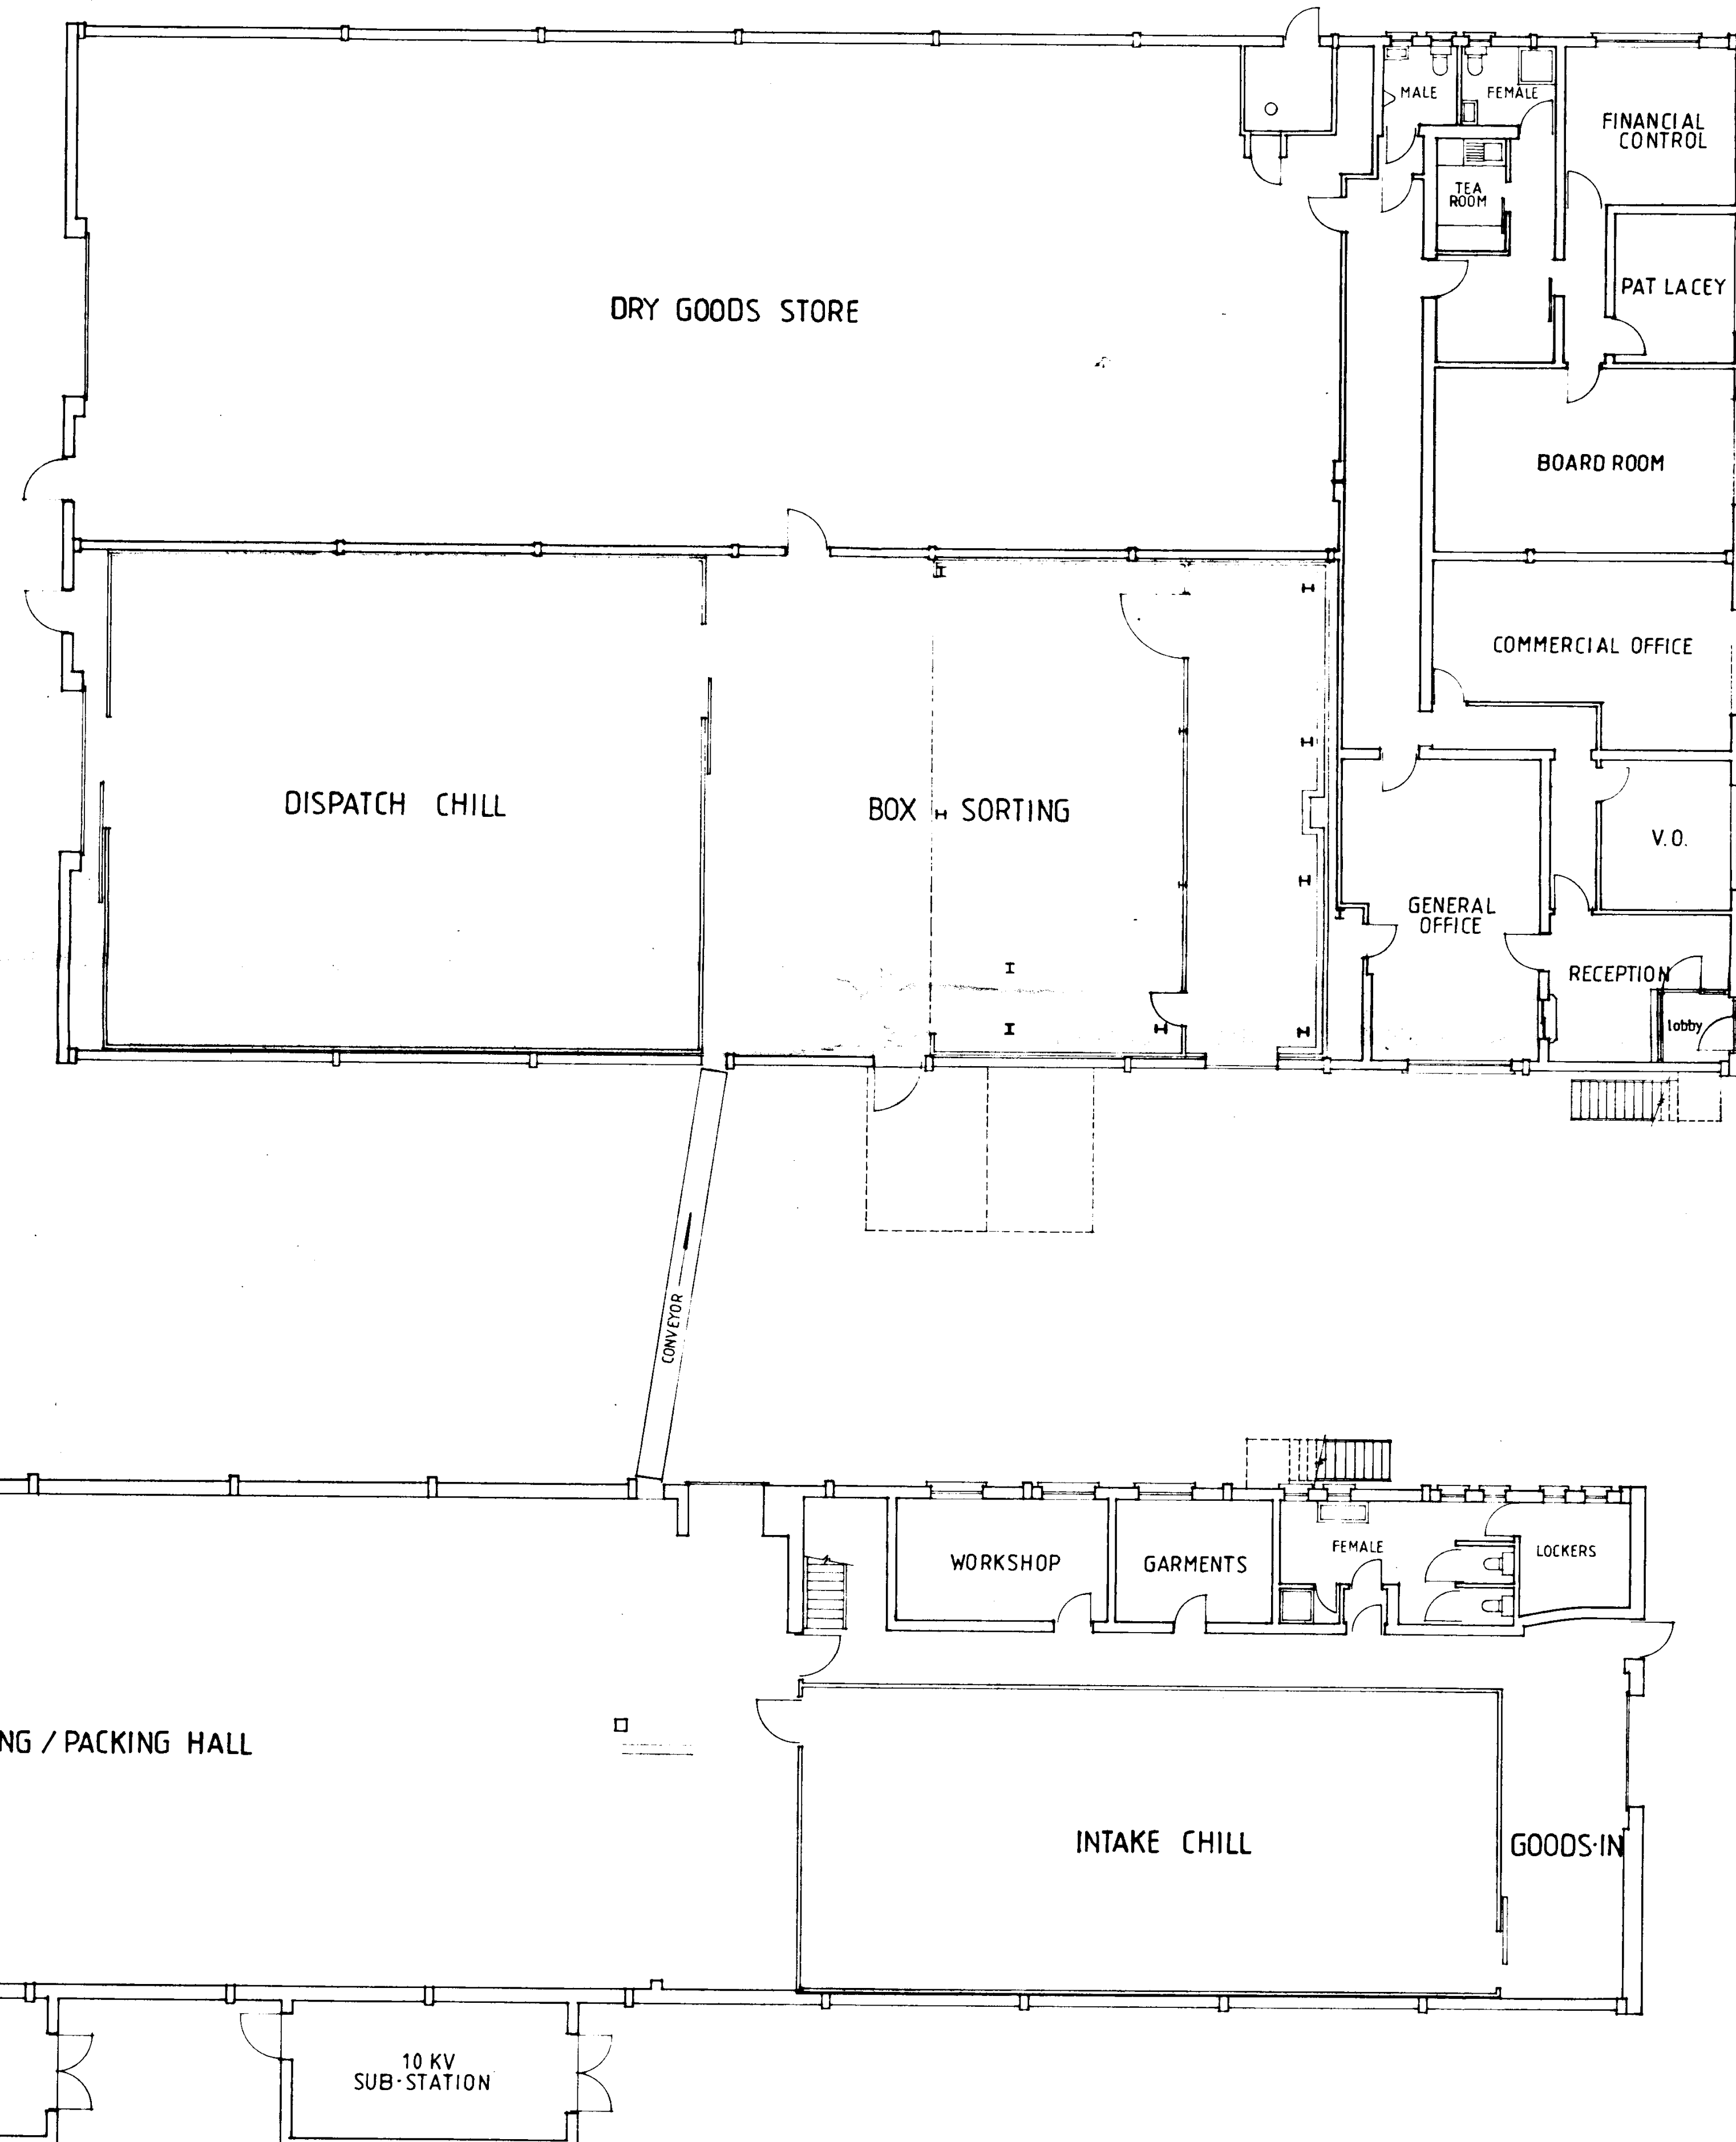 MALE
FEMALE
FINANCIAL
CONTROL
TEA
ROOM
PAT LACEY
DRY GOODS STORE
BOARD ROOM
COMMERCIAL OFFICE
DISPATCH CHILL
BOX SORTING
V.O.
GENERAL
OFFICE
RECEPTION
lobby
CONVEYOR
WORKSHOP
GARMENTS
FEMALE
LOCKERS
NG / PACKING HALL
INTAKE CHILL
GOODS·IN
10 KV
SUB·STATION